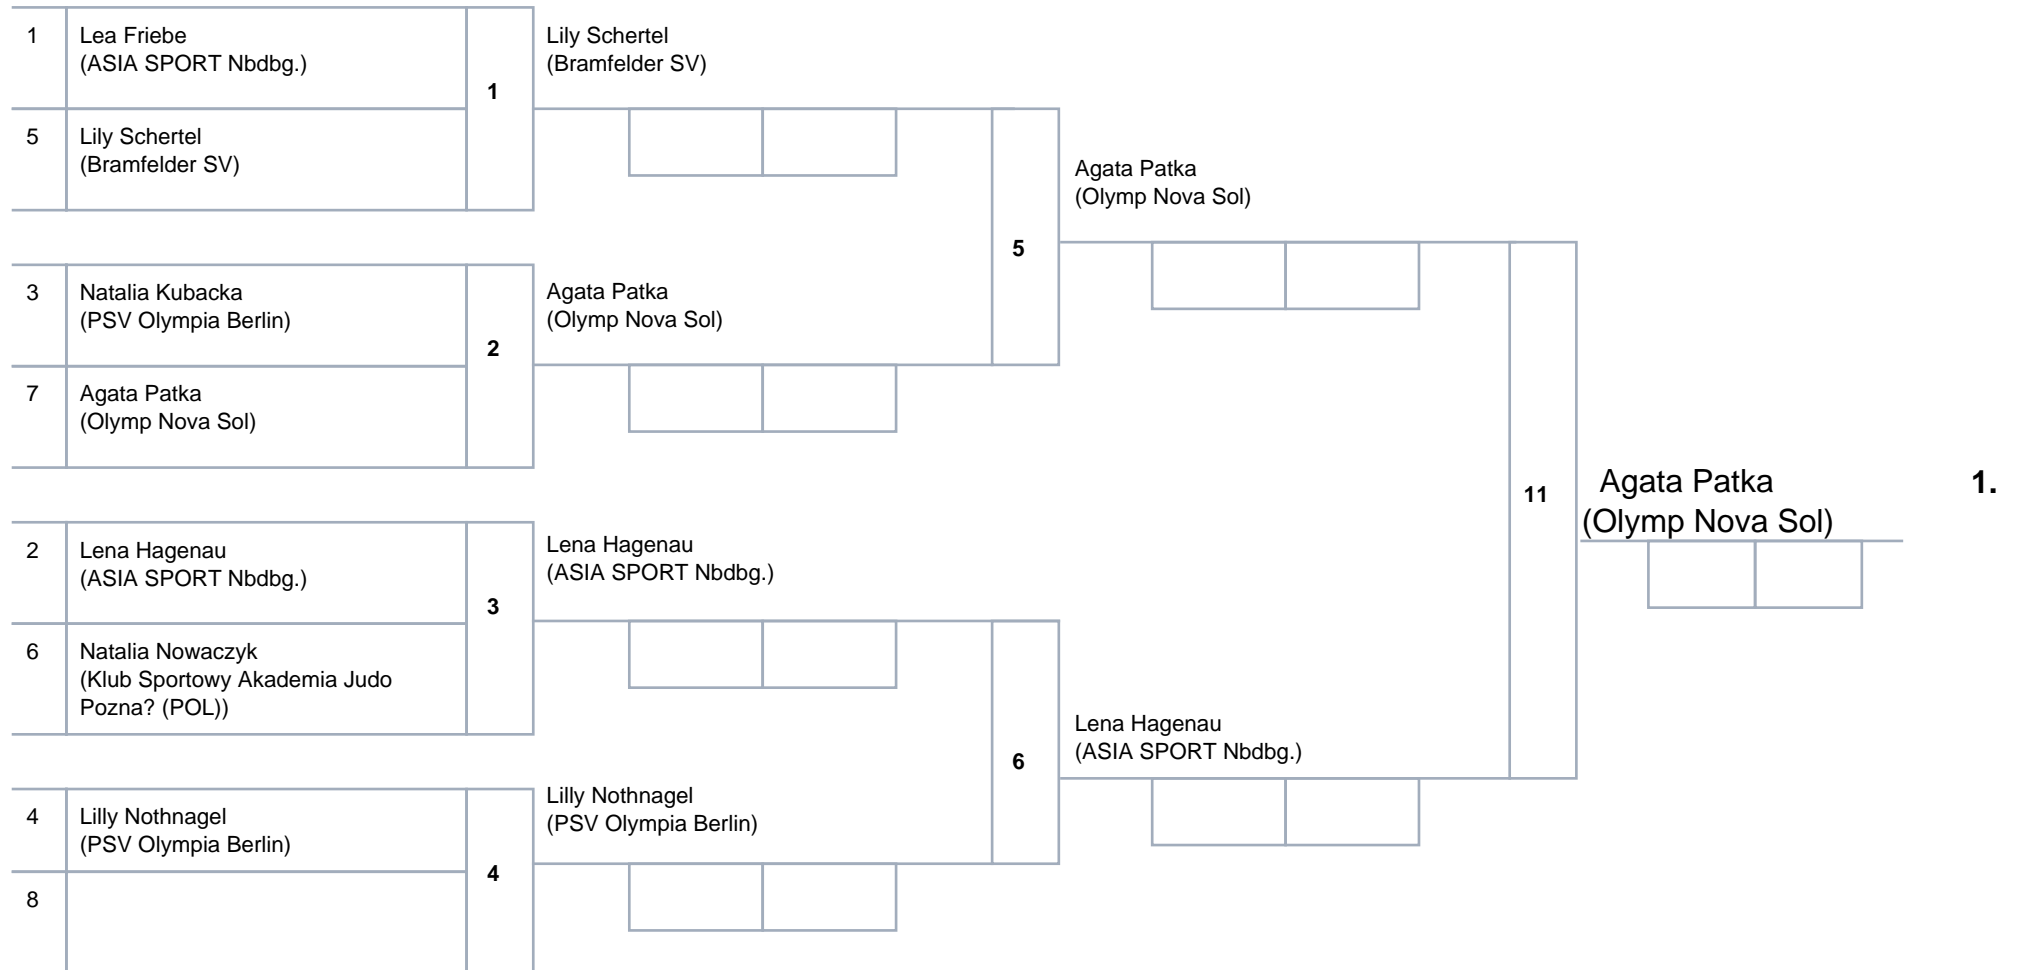 1
Lea Friebe
(ASIA SPORT Nbdbg.)
5
Lily Schertel
(Bramfelder SV)
1
Lily Schertel
(Bramfelder SV)
3
Natalia Kubacka
(PSV Olympia Berlin)
7
Agata Patka
(Olymp Nova Sol)
2
Agata Patka
(Olymp Nova Sol)
5
Agata Patka
(Olymp Nova Sol)
2
Lena Hagenau
(ASIA SPORT Nbdbg.)
6
Natalia Nowaczyk
(Klub Sportowy Akademia Judo
Pozna? (POL))
3
Lena Hagenau
(ASIA SPORT Nbdbg.)
4
Lilly Nothnagel
(PSV Olympia Berlin)
8
4
Lilly Nothnagel
(PSV Olympia Berlin)
6
Lena Hagenau
(ASIA SPORT Nbdbg.)
11
Agata Patka
(Olymp Nova Sol)
1.